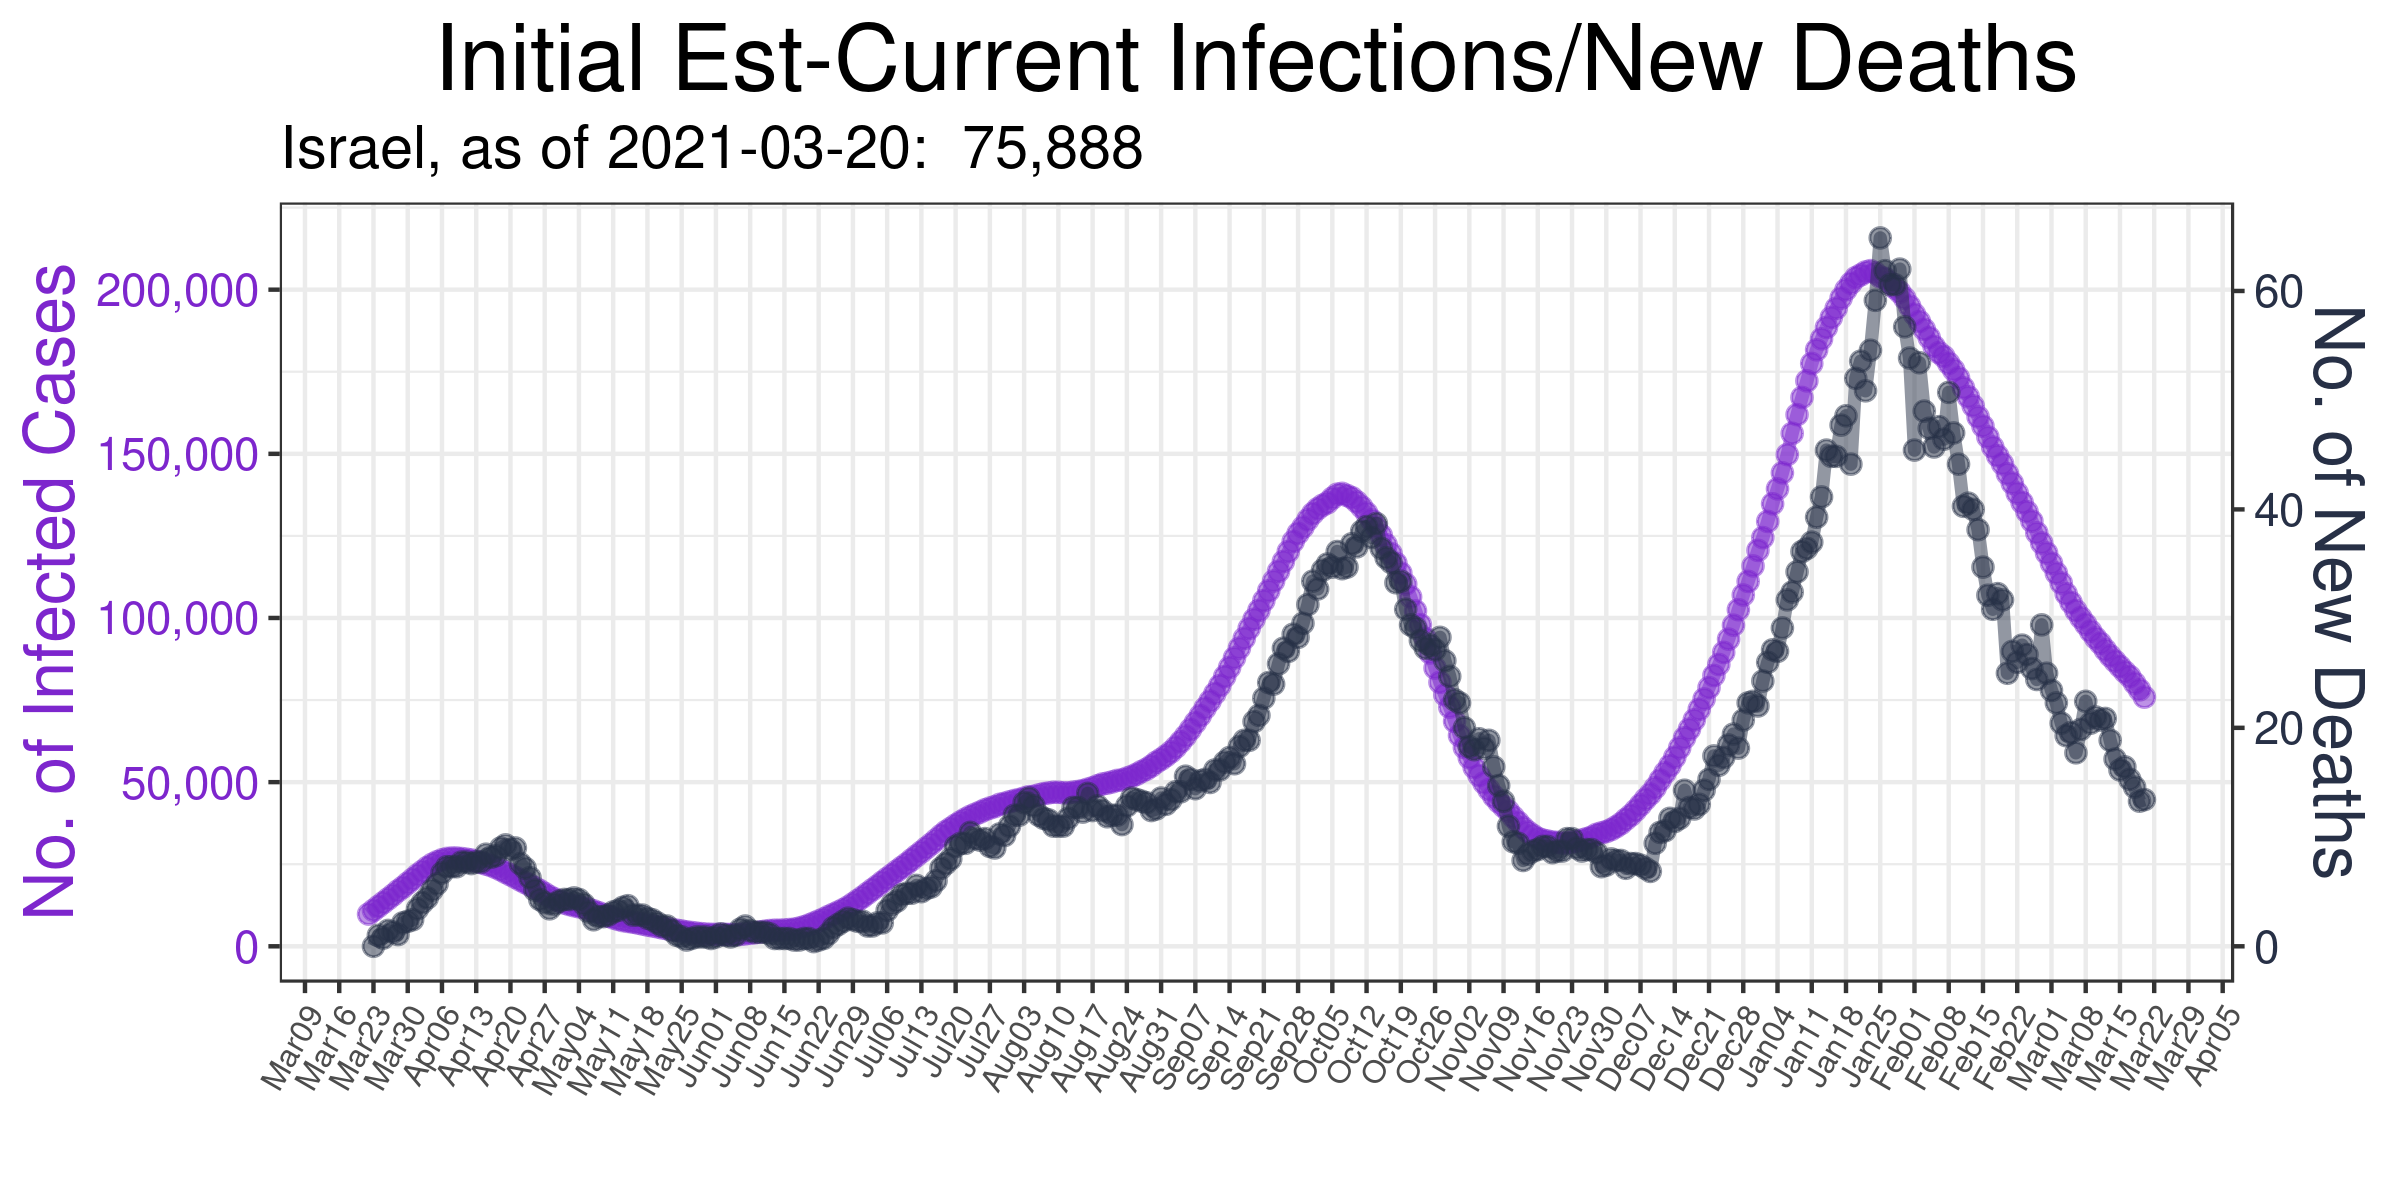 Initial Est-Current Infections/New Deaths
Israel, as of 2021-03-20:  75,888
No. of Infected Cases
200,000
150,000
100,000
50,000
0
60
40
20
0
No. of New Deaths
Mar09
Mar16
Mar23
Mar30
Apr06
Apr13
Apr20
Apr27
May04
May11
May18
May25
Jun01
Jun08
Jun15
Jun22
Jun29
Jul06
Jul13
Jul20
Jul27
Aug03
Aug10
Aug17
Aug24
Aug31
Sep07
Sep14
Sep21
Sep28
Oct05
Oct12
Oct19
Oct26
Nov02
Nov09
Nov16
Nov23
Nov30
Dec07
Dec14
Dec21
Dec28
Jan04
Jan11
Jan18
Jan25
Feb01
Feb08
Feb15
Feb22
Mar01
Mar08
Mar15
Mar22
Mar29
Apr05